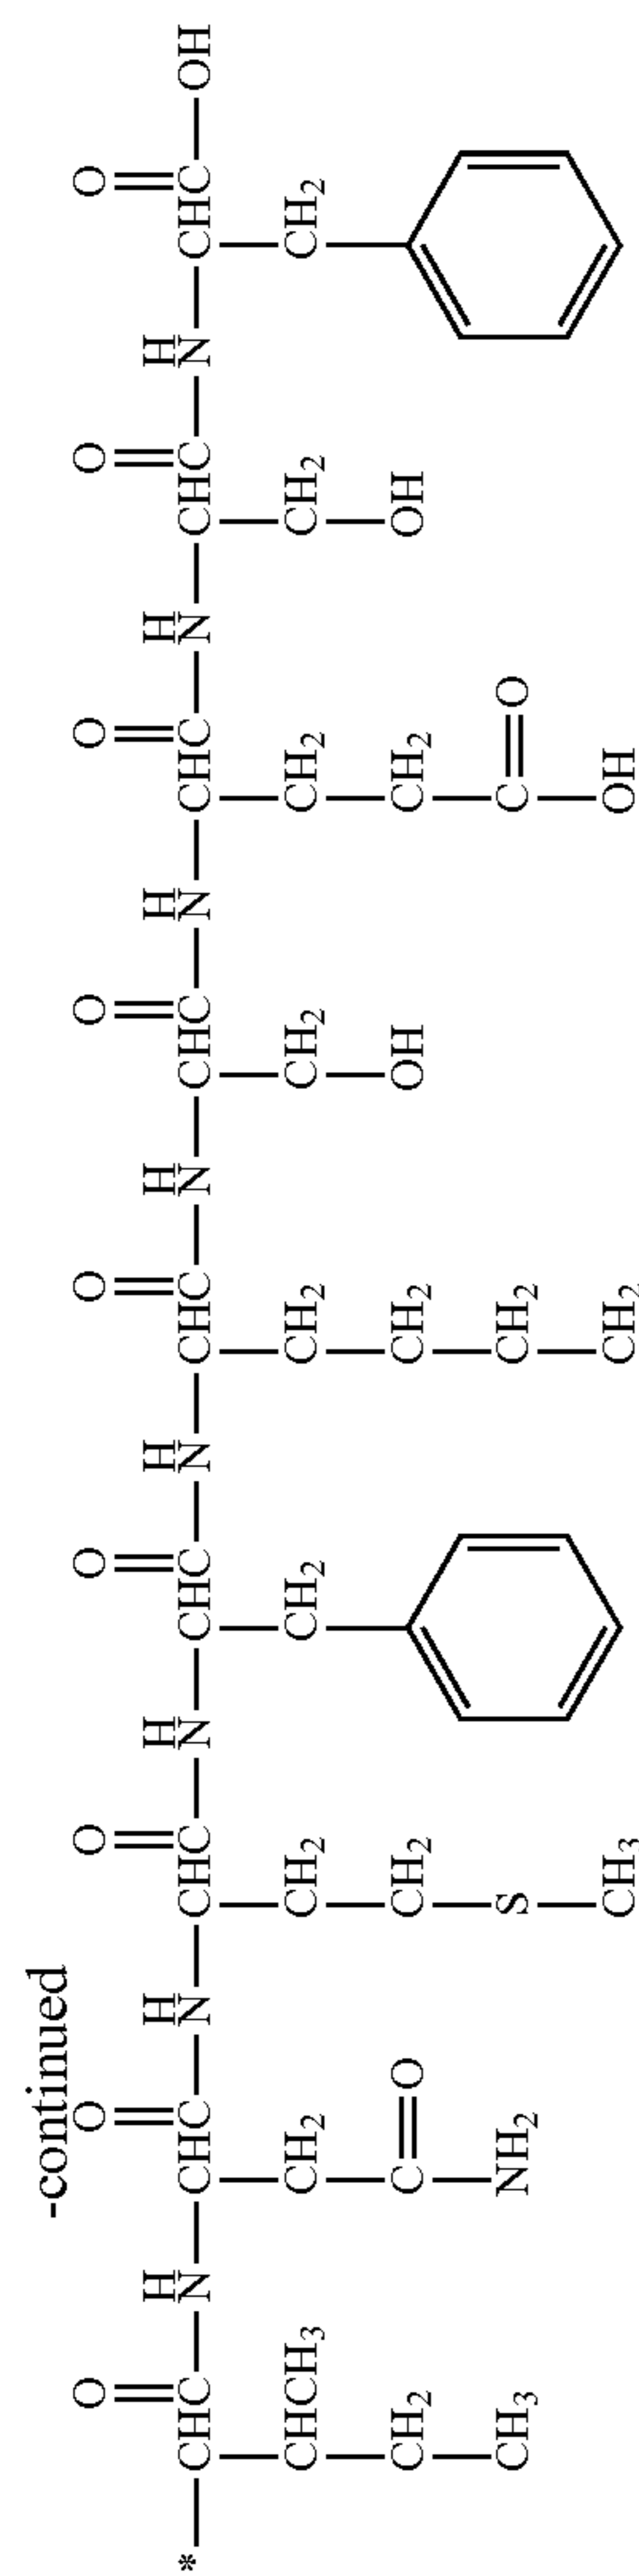 -continued
O O O O O O O O O
H H H H H H H H
* CHC N CHC N CHC N CHC N CHC N CHC N CHC N CHC N CHC OH
CHCH₃ CH₂ CH₂ CH₂ CH₂ CH₂ CH₂ CH₂ CH₂
CH₂ C O CH₂ CH₂ OH CH₂ OH
CH₃ NH₂ S CH₂ C O
CH₃ CH₂ OH